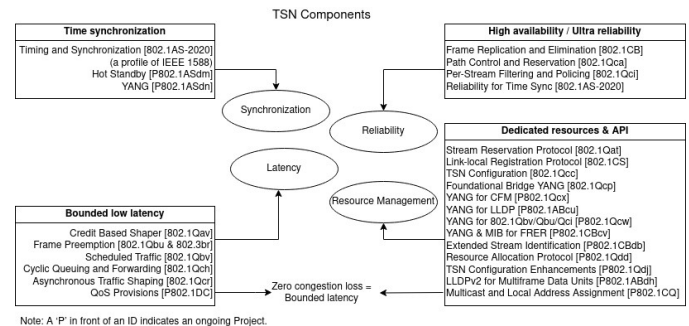 TSN Components
Time synchronization
Timing and Synchronization [802.1AS-2020]
(a profile of IEEE 1588)
Hot Standby [P802.1ASdm]
YANG [P802.1ASdn]
High availability / Ultra reliability
Frame Replication and Elimination [802.1CB]
Path Control and Reservation [802.1Qca]
Per-Stream Filtering and Policing [802.1Qci]
Reliability for Time Sync [802.1AS-2020]
Synchronization
Reliability
Latency
Resource Management
Dedicated resources & API
Stream Reservation Protocol [802.1Qat]
Link-local Registration Protocol [802.1CS]
TSN Configuration [802.1Qcc]
Foundational Bridge YANG [802.1Qcp]
YANG for CFM [P802.1Qcx]
YANG for LLDP [P802.1ABcu]
YANG for 802.1Qbv/Qbu/Qci [P802.1Qcw]
YANG & MIB for FRER [P802.1CBcv]
Extended Stream Identification [P802.1CBdb]
Resource Allocation Protocol [P802.1Qdd]
TSN Configuration Enhancements [P802.1Qdj]
LLDPv2 for Multiframe Data Units [P802.1ABdh]
Multicast and Local Address Assignment [P802.1CQ]
Bounded low latency
Credit Based Shaper [802.1Qav]
Frame Preemption [802.1Qbu & 802.3br]
Scheduled Traffic [802.1Qbv]
Cyclic Queuing and Forwarding [802.1Qch]
Asynchronous Traffic Shaping [802.1Qcr]
QoS Provisions [P802.1DC]
Zero congestion loss =
Bounded latency
Note: A 'P' in front of an ID indicates an ongoing Project.